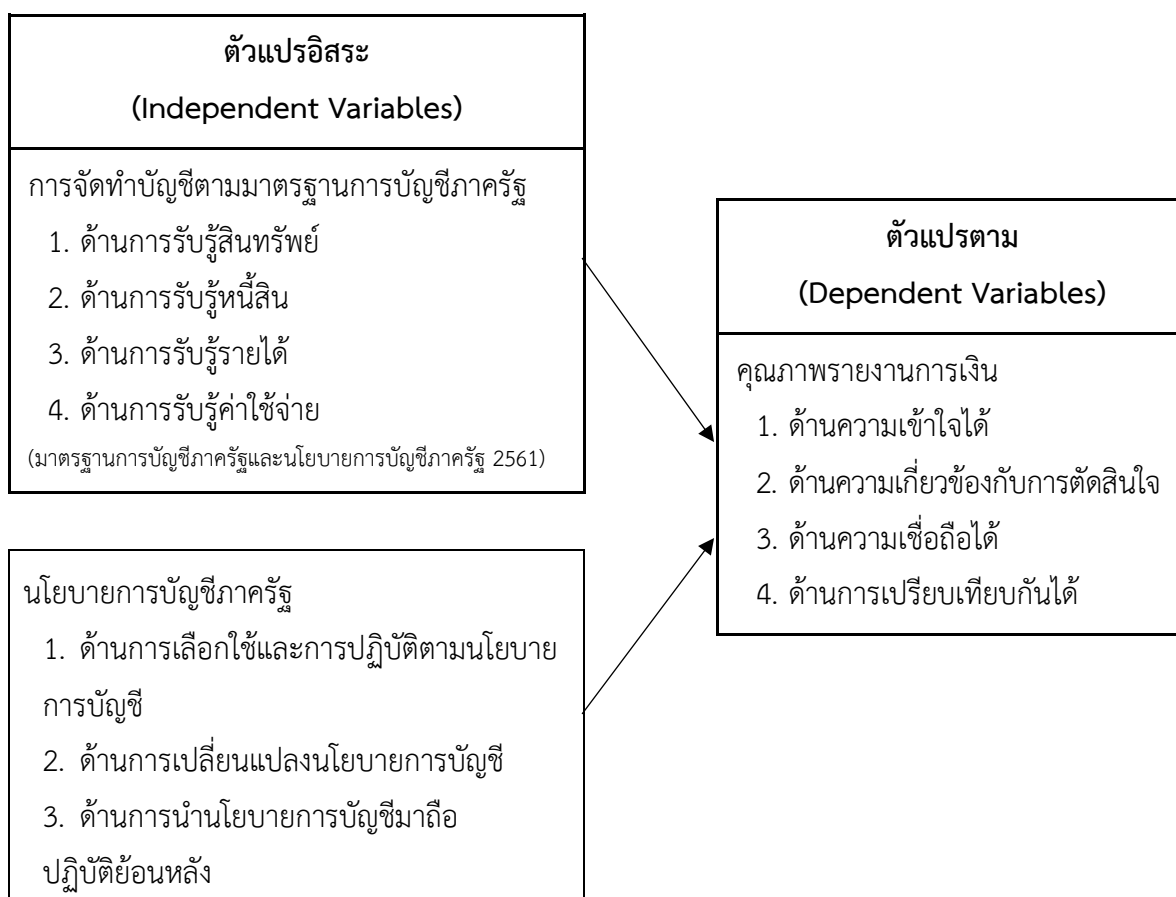 ตัวแปรอิสระ
(Independent Variables)
การจัดทำบัญชีตามมาตรฐานการบัญชีภาครัฐ
1. ด้านการรับรู้สินทรัพย์
2. ด้านการรับรู้หนี้สิน
3. ด้านการรับรู้รายได้
4. ด้านการรับรู้ค่าใช้จ่าย
(มาตรฐานการบัญชีภาครัฐและนโยบายการบัญชีภาครัฐ 2561)
นโยบายการบัญชีภาครัฐ
1. ด้านการเลือกใช้และการปฏิบัติตามนโยบาย
การบัญชี
2. ด้านการเปลี่ยนแปลงนโยบายการบัญชี
3. ด้านการนำนโยบายการบัญชีมาถือ
ปฏิบัติย้อนหลัง
ตัวแปรตาม
(Dependent Variables)
คุณภาพรายงานการเงิน
1. ด้านความเข้าใจได้
2. ด้านความเกี่ยวข้องกับการตัดสินใจ
3. ด้านความเชื่อถือได้
4. ด้านการเปรียบเทียบกันได้